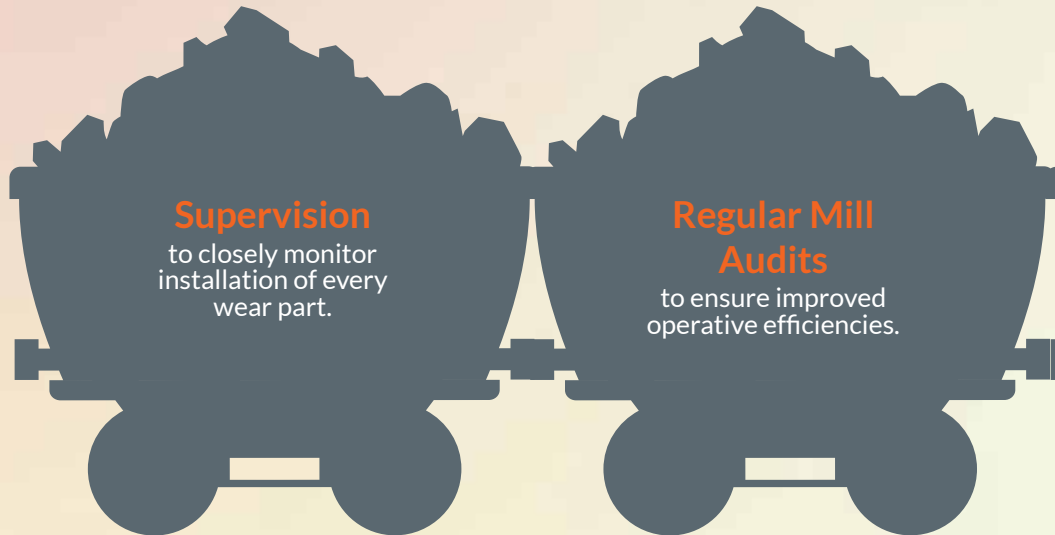 Supervision
to closely monitor
installation of every
wear part.
Regular Mill
Audits
to ensure improved
operative efficiencies.